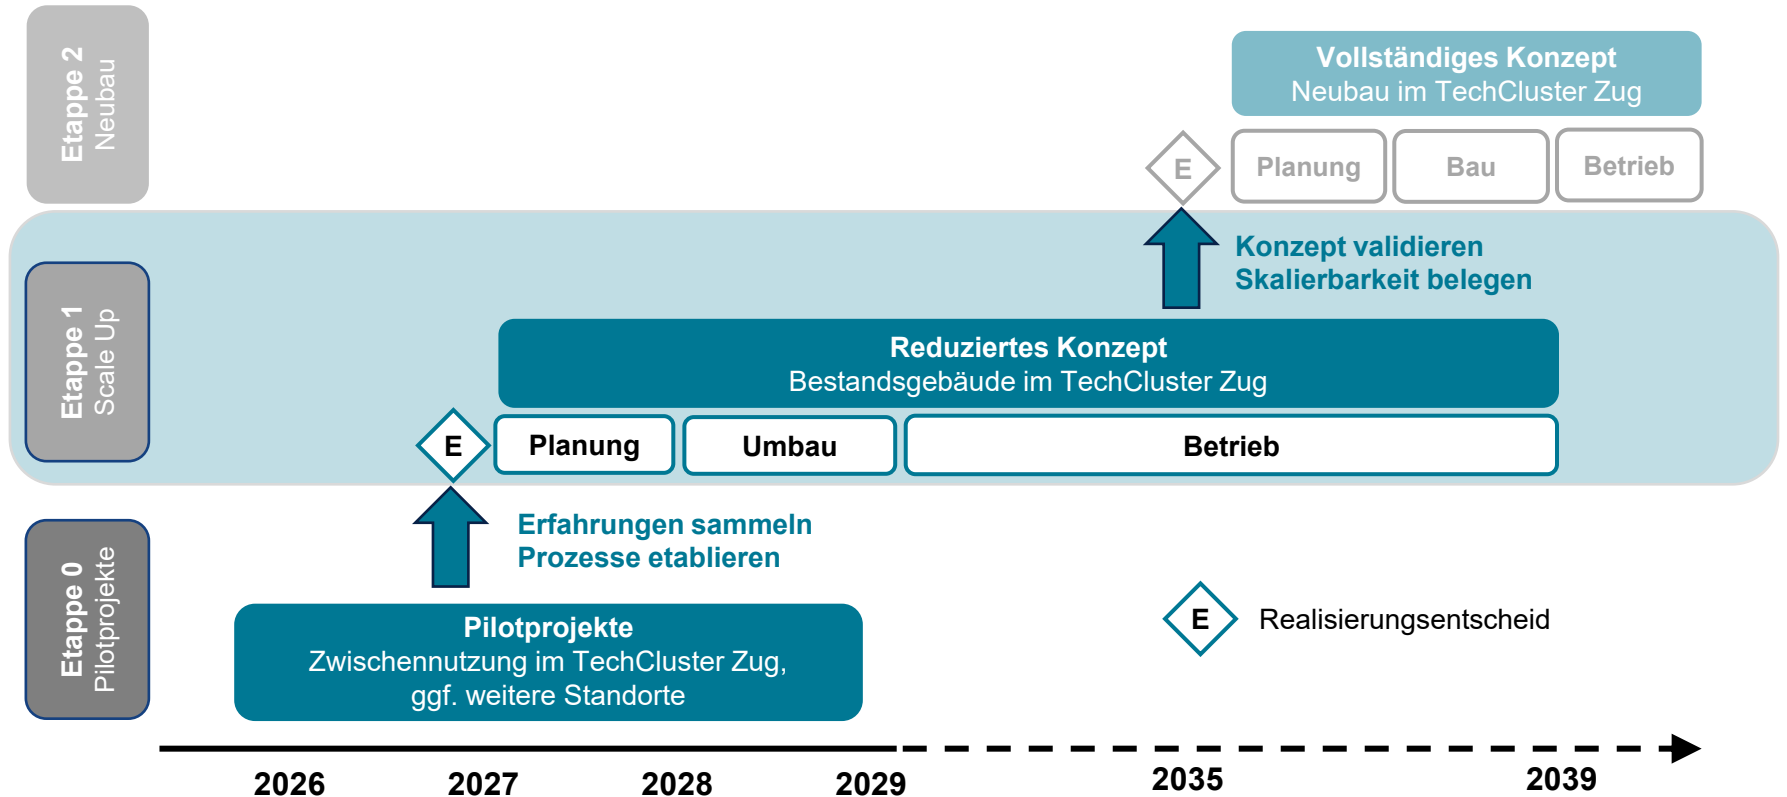 Etappe 2
Neubau
Vollständiges Konzept
Neubau im TechCluster Zug
E
Planung
Bau
Betrieb
Konzept validieren
Skalierbarkeit belegen
Etappe 1
Scale Up
Reduziertes Konzept
Bestandsgebäude im TechCluster Zug
E
Planung
Umbau
Betrieb
Erfahrungen sammeln
Prozesse etablieren
Etappe 0
Pilotprojekte
Pilotprojekte
Zwischennutzung im TechCluster Zug,
ggf. weitere Standorte
E
Realisierungsentscheid
2026
2027
2028
2029
2035
2039